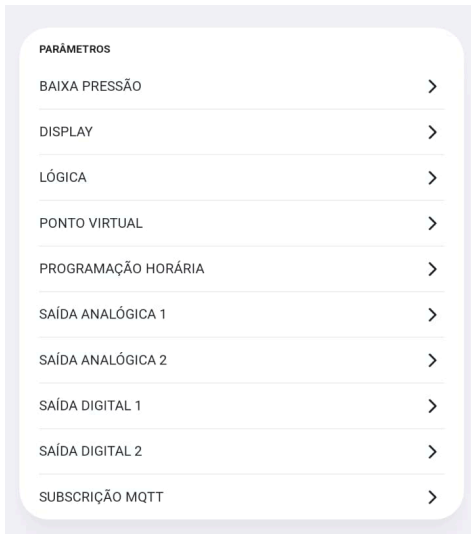 PARÂMETROS
BAIXA PRESSÃO
DISPLAY
LÓGICA
PONTO VIRTUAL
PROGRAMAÇÃO HORÁRIA
SAÍDA ANALÓGICA 1
SAÍDA ANALÓGICA 2
SAÍDA DIGITAL 1
SAÍDA DIGITAL 2
SUBSCRIÇÃO MQTT